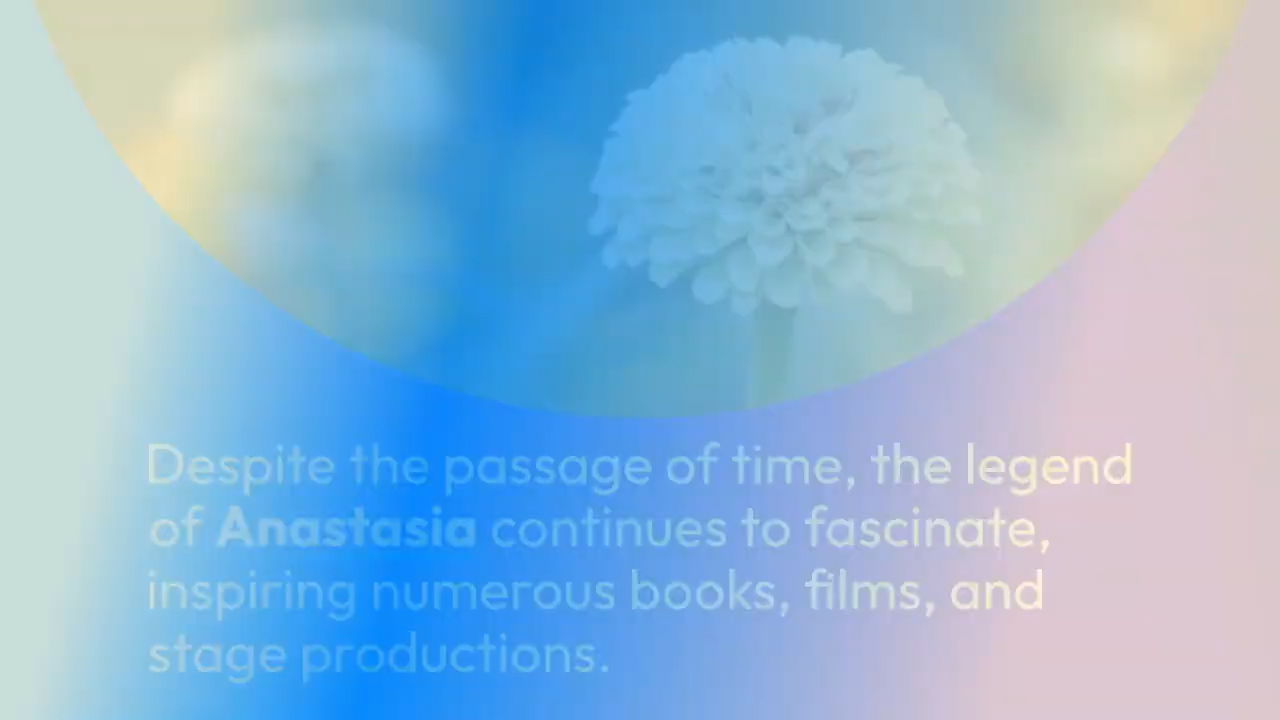 Despite the passage of time, the legend
of Anastasia continues to fascinate,
inspiring numerous books, films, and
stage productions.